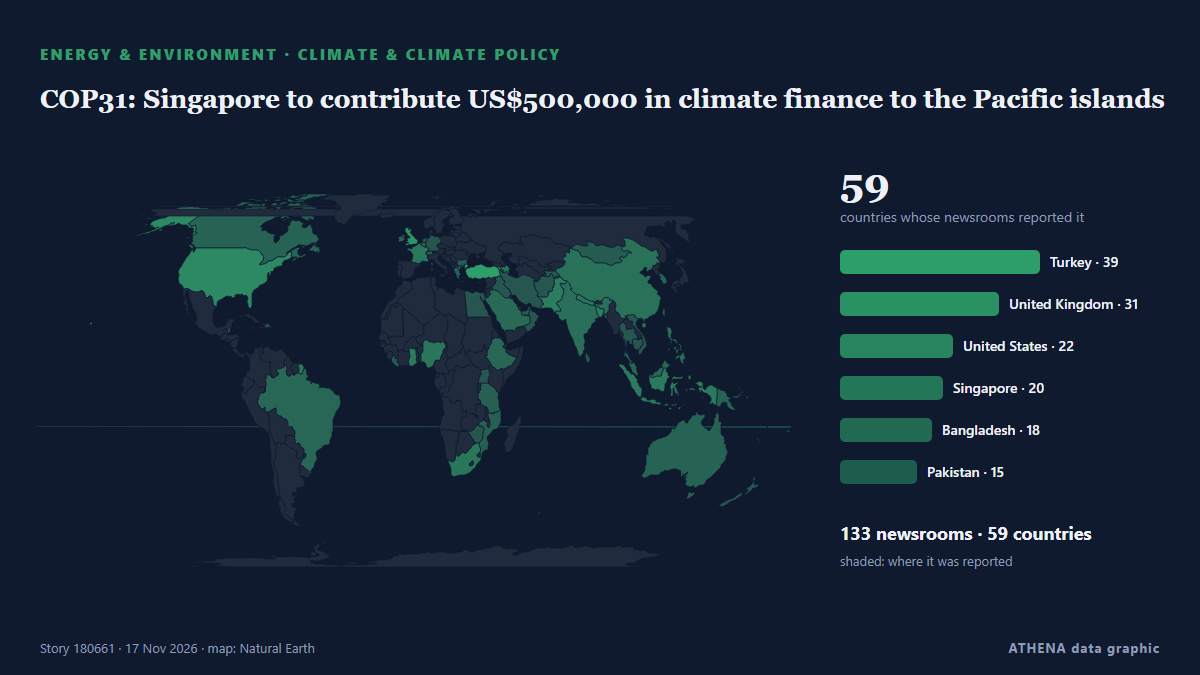 ENERGY & ENVIRONMENT · CLIMATE & CLIMATE POLICY
COP31: Singapore to contribute US$500,000 in climate finance to the Pacific islands
59
countries whose newsrooms reported it
Turkey · 39
United Kingdom · 31
United States · 22
Singapore · 20
Bangladesh · 18
Pakistan · 15
133 newsrooms · 59 countries
shaded: where it was reported
Story 180661 · 17 Nov 2026 · map: Natural Earth
ATHENA data graphic